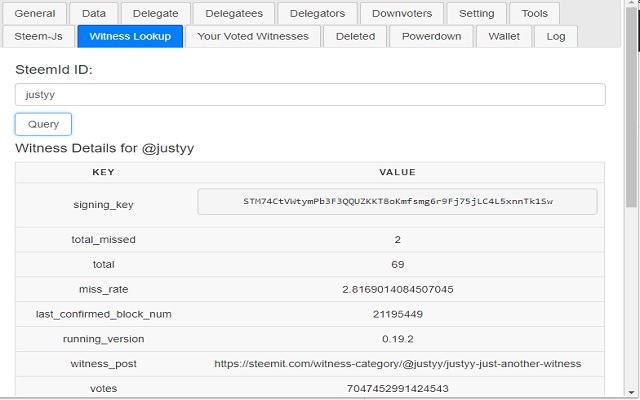 General Data Delegate Delegatees Delegators Downvoters Setting Tools
Steem-Js Witness Lookup Your Voted Witnesses Deleted Powerdown Wallet Log
SteemId ID:
justyy
Query
Witness Details for @justyy
KEY VALUE
signing_key STM74CtVWtymPb3F3QQUZKKT8oKmfsmg6r9Fj75jLC4L5xnnTk1Sw
total_missed 2
total 69
miss_rate 2.8169014084507045
last_confirmed_block_num 21195449
running_version 0.19.2
witness_post https://steemit.com/witness-category/@justyy/justyy-just-another-witness
votes 7047452991424543